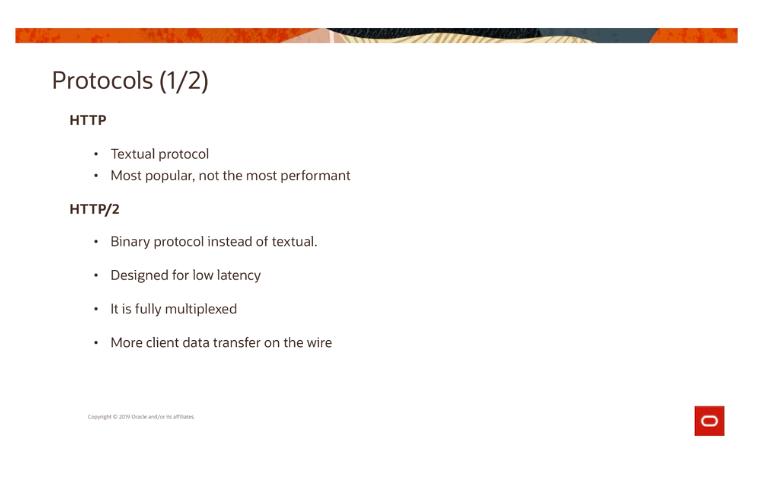 Protocols (1/2)
HTTP
• Textual protocol
• Most popular, not the most performant
HTTP/2
• Binary protocol instead of textual.
• Designed for low latency
• It is fully multiplexed
• More client data transfer on the wire
Copyright © 2019 Oracle and/or its affiliates.